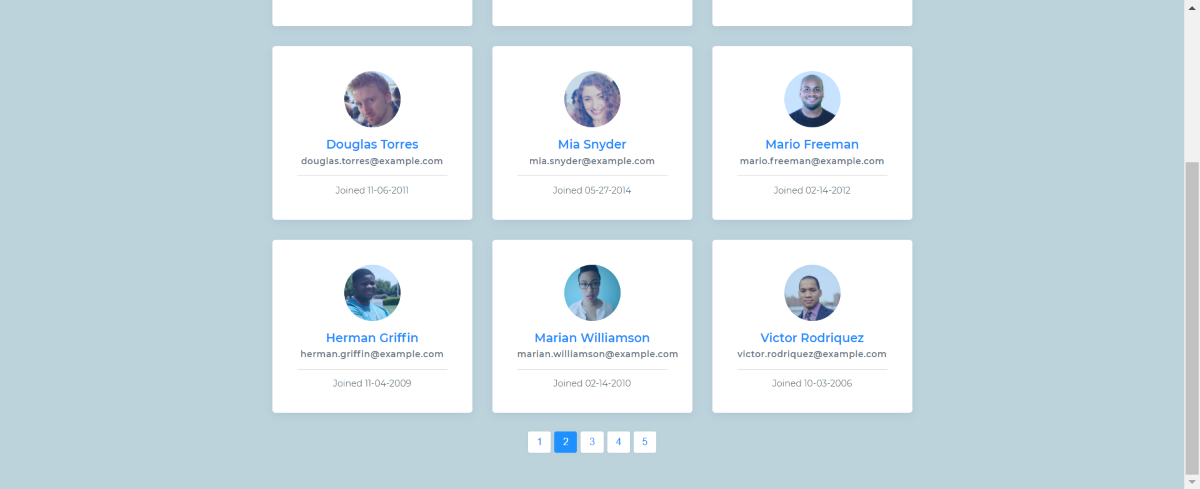 Douglas Torres
douglas.torres@example.com
Joined 11-06-2011
Mia Snyder
mia.snyder@example.com
Joined 05-27-2014
Mario Freeman
mario.freeman@example.com
Joined 02-14-2012
Herman Griffin
herman.griffin@example.com
Joined 11-04-2009
Marian Williamson
marian.williamson@example.com
Joined 02-14-2010
Victor Rodriquez
victor.rodriquez@example.com
Joined 10-03-2006
1 2 3 4 5